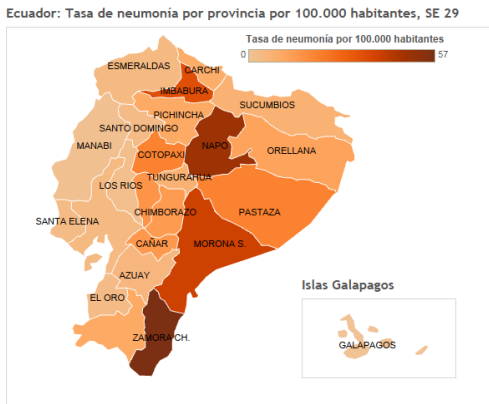 Ecuador: Tasa de neumonía por provincia por 100.000 habitantes, SE 29
Tasa de neumonía por 100.000 habitantes
0 57
ESMERALDAS
CARCHI
IMBABURA
PICHINCHA
SUCUMBIOS
SANTO DOMINGO
MANABI
COTOPAXI
NAPO
ORELLANA
TUNGURAHUA
LOS RIOS
SANTA ELENA
CHIMBORAZO
PASTAZA
CAÑAR
MORONA S.
AZUAY
EL ORO
ZAMORA CH.
Islas Galapagos
GALAPAGOS